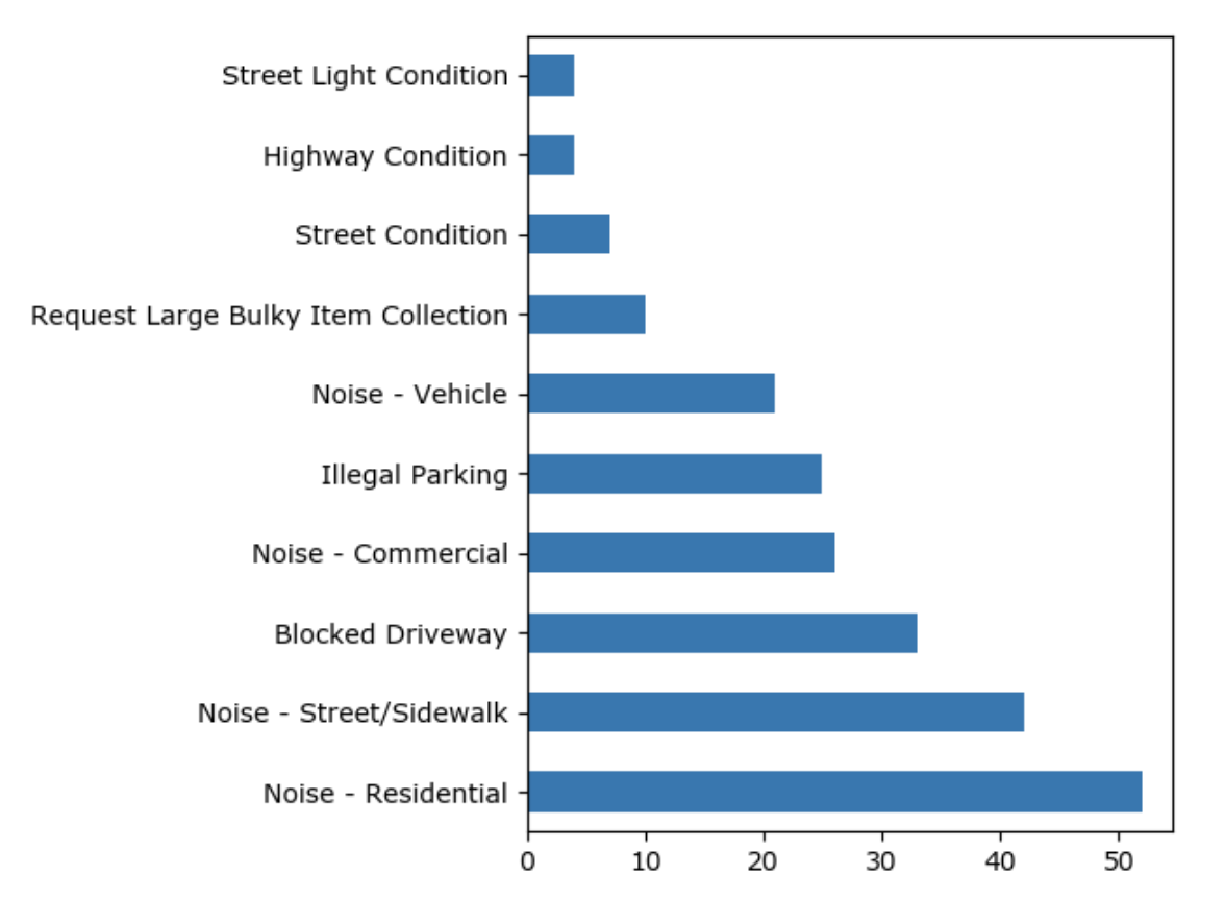 Street Light Condition
Highway Condition
Street Condition
Request Large Bulky Item Collection
Noise - Vehicle
Illegal Parking
Noise - Commercial
Blocked Driveway
Noise - Street/Sidewalk
Noise - Residential
0 10 20 30 40 50